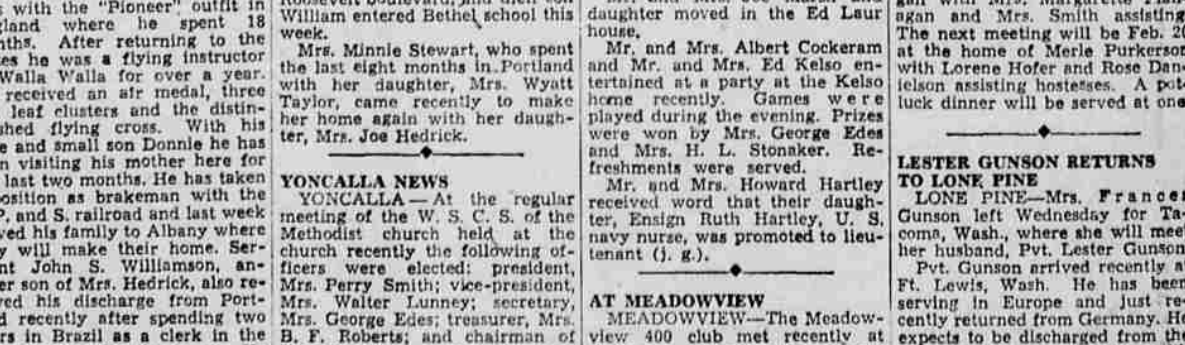 s with the "Pioneer" outfit in
gland where he spent 18
ths. After returning to the
es he was a flying instructor
Walla Walla for over a year.
received an air medal, three
leaf clusters and the distin-
shed flying cross. With his
e and small son Donnie he has
n visiting his mother here for
last two months. He has taken
osition as brakeman with the
P. and S. railroad and last week
ved his family to Albany where
y will make their home. Ser-
nt John S. Williamson, an-
er son of Mrs. Hedrick, also re-
ved his discharge from Port-
d recently after spending two
rs in Brazil as a clerk in the
William entered Bethel school this
week.
Mrs. Minnie Stewart, who spent
the last eight months in Portland
with her daughter, Mrs. Wyatt
Taylor, came recently to make
her home again with her daugh-
ter, Mrs. Joe Hedrick.
YONCALLA NEWS
YONCALLA—At the regular
meeting of the W. S. C. S. of the
Methodist church held at the
church recently the following of-
ficers were elected: president,
Mrs. Perry Smith; vice-president,
Mrs. Walter Lunney; secretary,
Mrs. George Edes; treasurer, Mrs.
B. F. Roberts; and chairman of
daughter moved in the Ed Laur
house.
Mr. and Mrs. Albert Cockeram
and Mr. and Mrs. Ed Kelso en-
tertained at a party at the Kelso
home recently. Games were
played during the evening. Prizes
were won by Mrs. George Edes
and Mrs. H. L. Stonaker. Re-
freshments were served.
Mr. and Mrs. Howard Hartley
received word that their daugh-
ter, Ensign Ruth Hartley, U. S.
navy nurse, was promoted to lieu-
tenant (j. g.).
AT MEADOWVIEW
MEADOWVIEW—The Meadow-
view 400 club met recently at
agan and Mrs. Smith assisting.
The next meeting will be Feb. 20
at the home of Merle Purkerson
with Lorene Hofer and Rose Dan-
ielson assisting hostesses. A pot-
luck dinner will be served at one
LESTER GUNSON RETURNS
TO LONE PINE
LONE PINE—Mrs. Frances
Gunson left Wednesday for Ta-
coma, Wash., where she will meet
her husband, Pvt. Lester Gunson.
Pvt. Gunson arrived recently at
Ft. Lewis, Wash. He has been
serving in Europe and just re-
cently returned from Germany. He
expects to be discharged from the